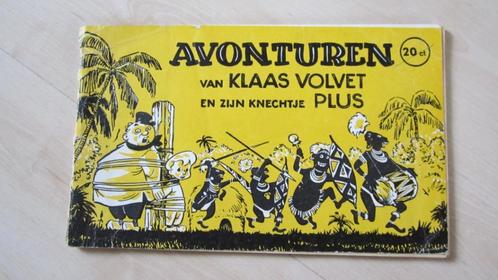 AVONTUREN
20 ct
VAN KLAAS VOLVET
EN ZIJN KNECHTJE PLUS